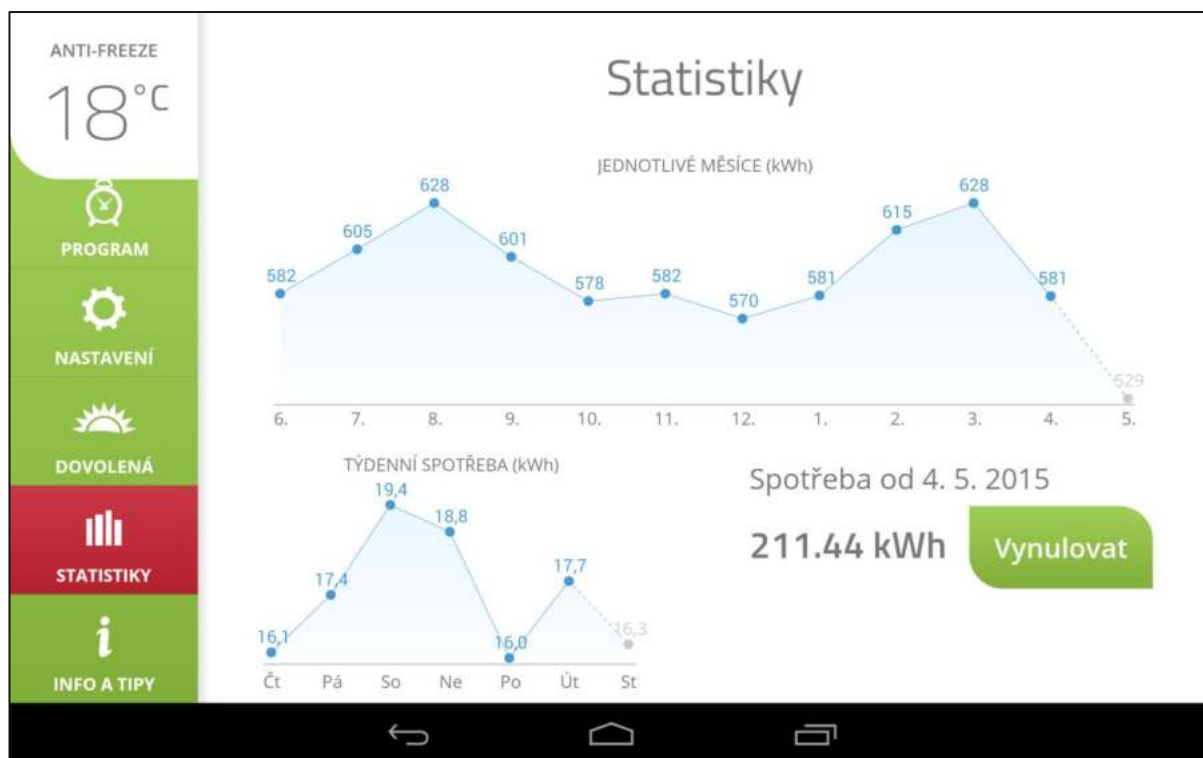 ANTI-FREEZE
18°C
PROGRAM
NASTAVENÍ
DOVOLENÁ
STATISTIKY
INFO A TIPY
Statistiky
JEDNOTLIVÉ MĚSÍCE (kWh)
582 605 628 601 578 582 570 581 615 628 581 529
6. 7. 8. 9. 10. 11. 12. 1. 2. 3. 4. 5.
TÝDENNÍ SPOTŘEBA (kWh)
16,1 17,4 19,4 18,8 16,0 17,7 16,3
Čt Pá So Ne Po Út St
Spotřeba od 4. 5. 2015
211.44 kWh
Vynulovat